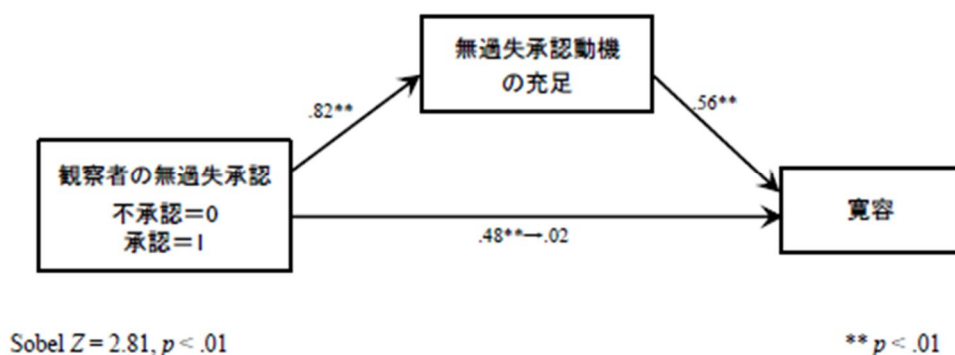 無過失承認動機
の充足
.82**
.56**
観察者の無過失承認
不承認＝0
承認＝1
寛容
.48**→.02
Sobel Z = 2.81, p < .01
** p < .01